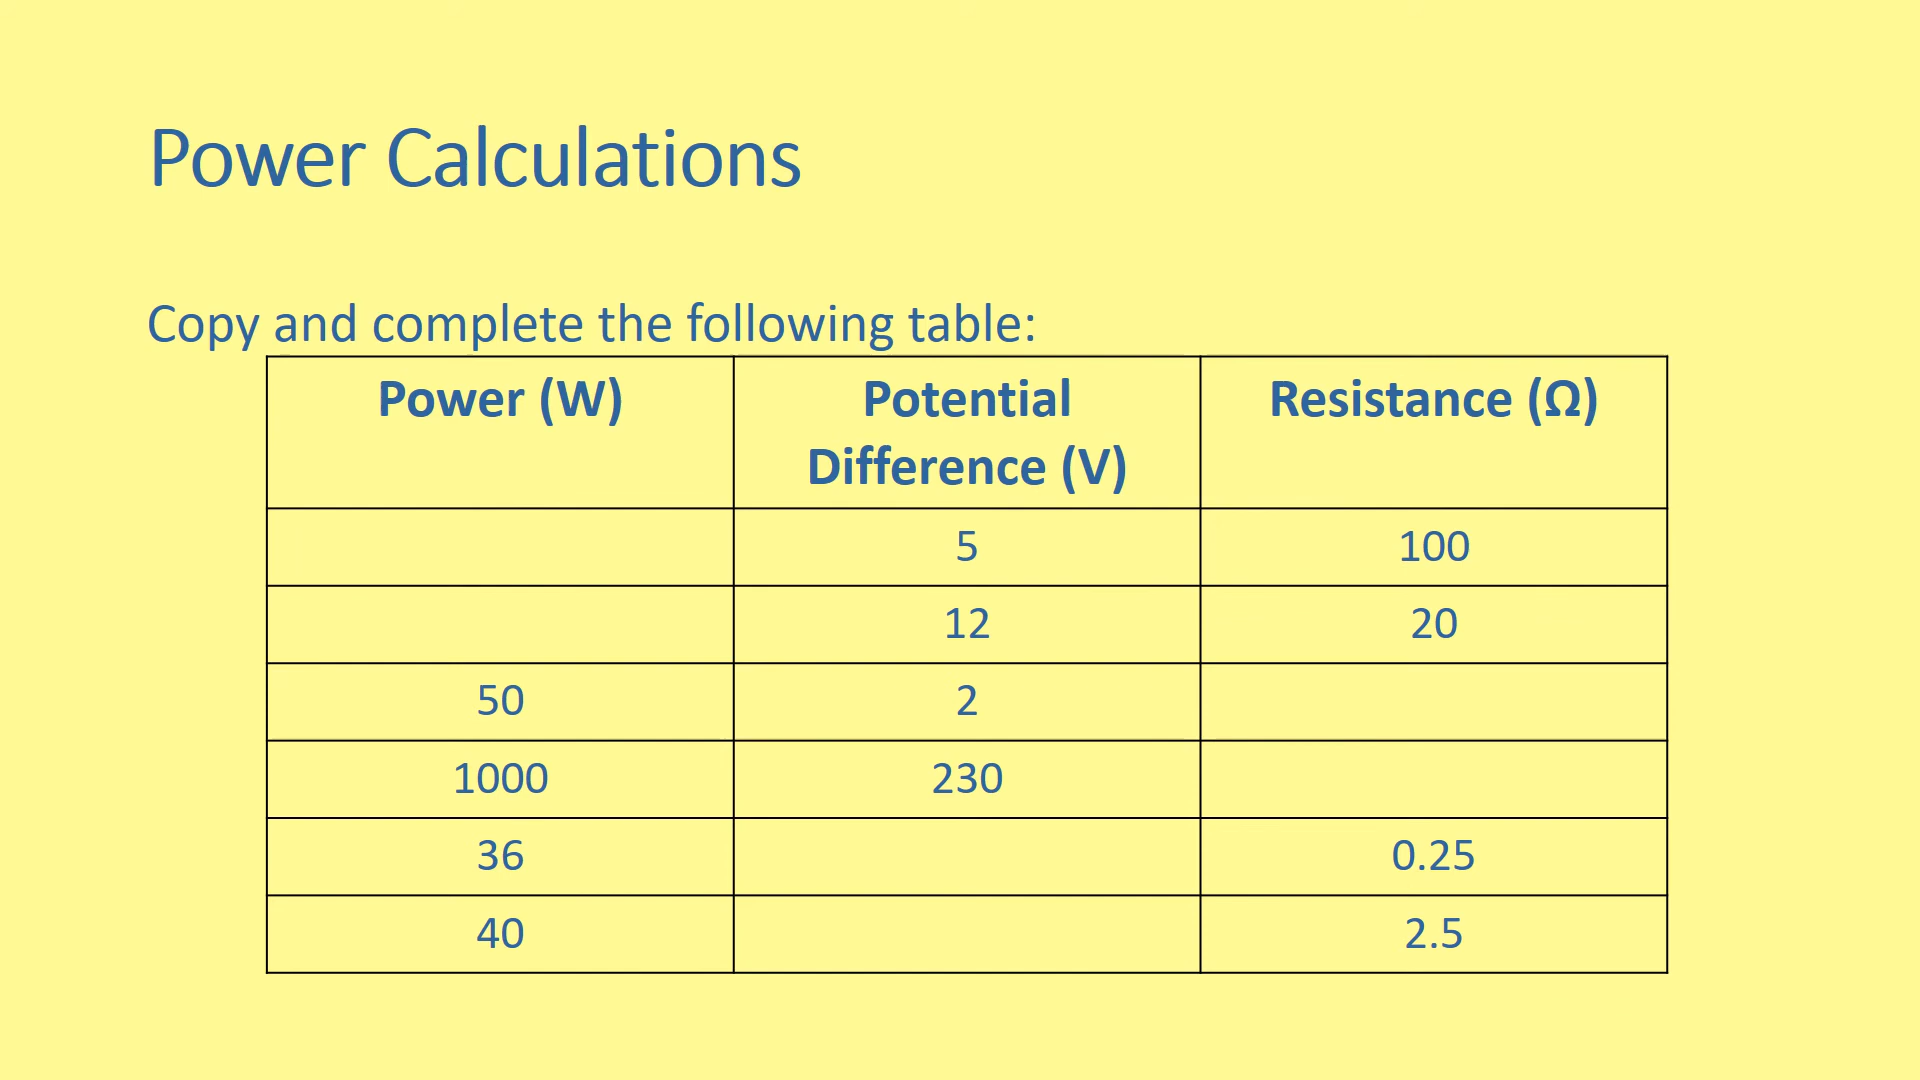 Power Calculations
Copy and complete the following table:
Power (W) Potential Difference (V) Resistance (Ω)
5 100
12 20
50 2
1000 230
36 0.25
40 2.5